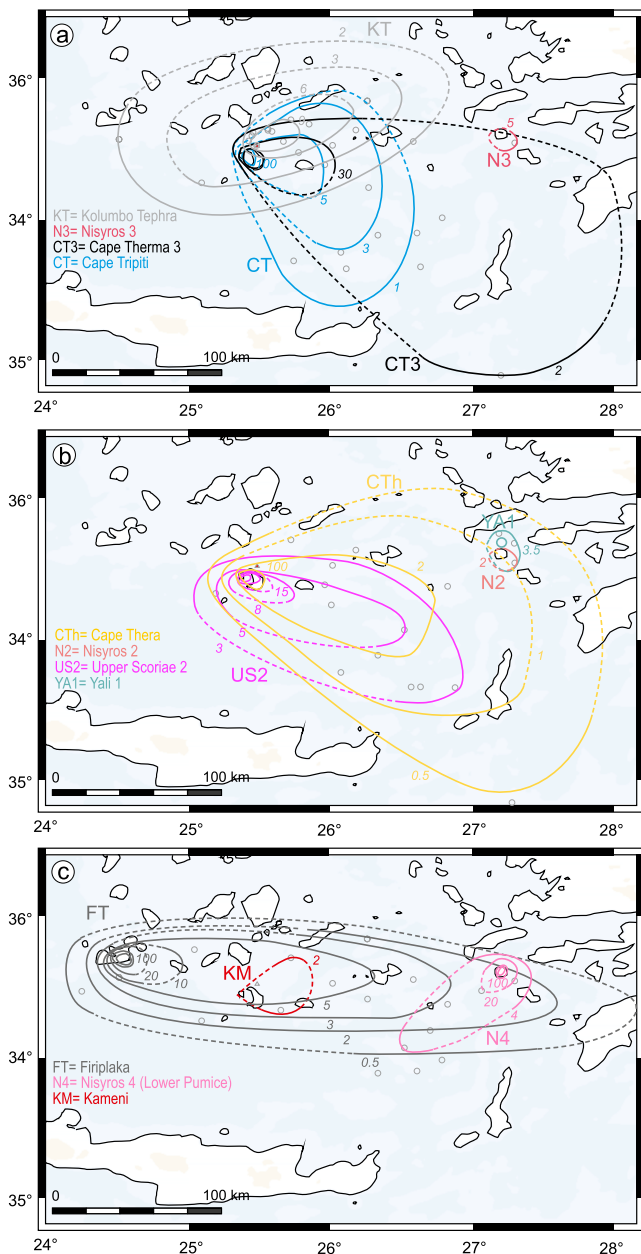 a
KT
2
3
6
36°
5
N3
100
30
5
34°
KT= Kolumbo Tephra
N3= Nisyros 3
CT3= Cape Therma 3
CT= Cape Tripiti
3
CT
1
35°
0 100 km
CT3
2
24° 25° 26° 27° 28°
b
CTh
36°
YA1
3.5
100
2
2
N2
15
8
34°
5
3
CTh= Cape Thera
N2= Nisyros 2
US2= Upper Scoriae 2
YA1= Yali 1
US2
1
35°
0 100 km
0.5
24° 25° 26° 27° 28°
c
FT
36°
100
20
10
KM
2
100
20
4
5
3
N4
2
34°
0.5
FT= Firiplaka
N4= Nisyros 4 (Lower Pumice)
KM= Kameni
35°
0 100 km
24° 25° 26° 27° 28°